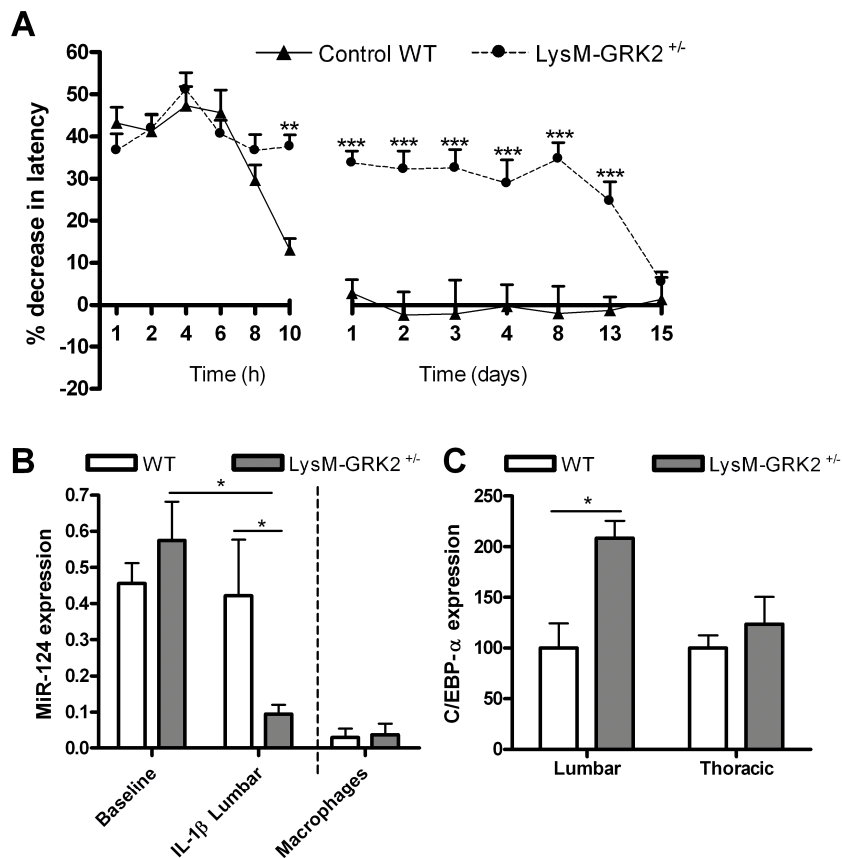 A
Control WT
LysM-GRK2 +/-
% decrease in latency
60
50
40
30
20
10
0
-10
-20
**
***
***
***
***
***
***
1 2 4 6 8 10
1 2 3 4 8 13 15
Time (h)
Time (days)
B
WT
LysM-GRK2 +/-
MiR-124 expression
0.7
0.6
0.5
0.4
0.3
0.2
0.1
0.0
*
*
Baseline
IL-1β Lumbar
Macrophages
C
WT
LysM-GRK2 +/-
C/EBP-α expression
250
200
150
100
50
0
*
Lumbar
Thoracic